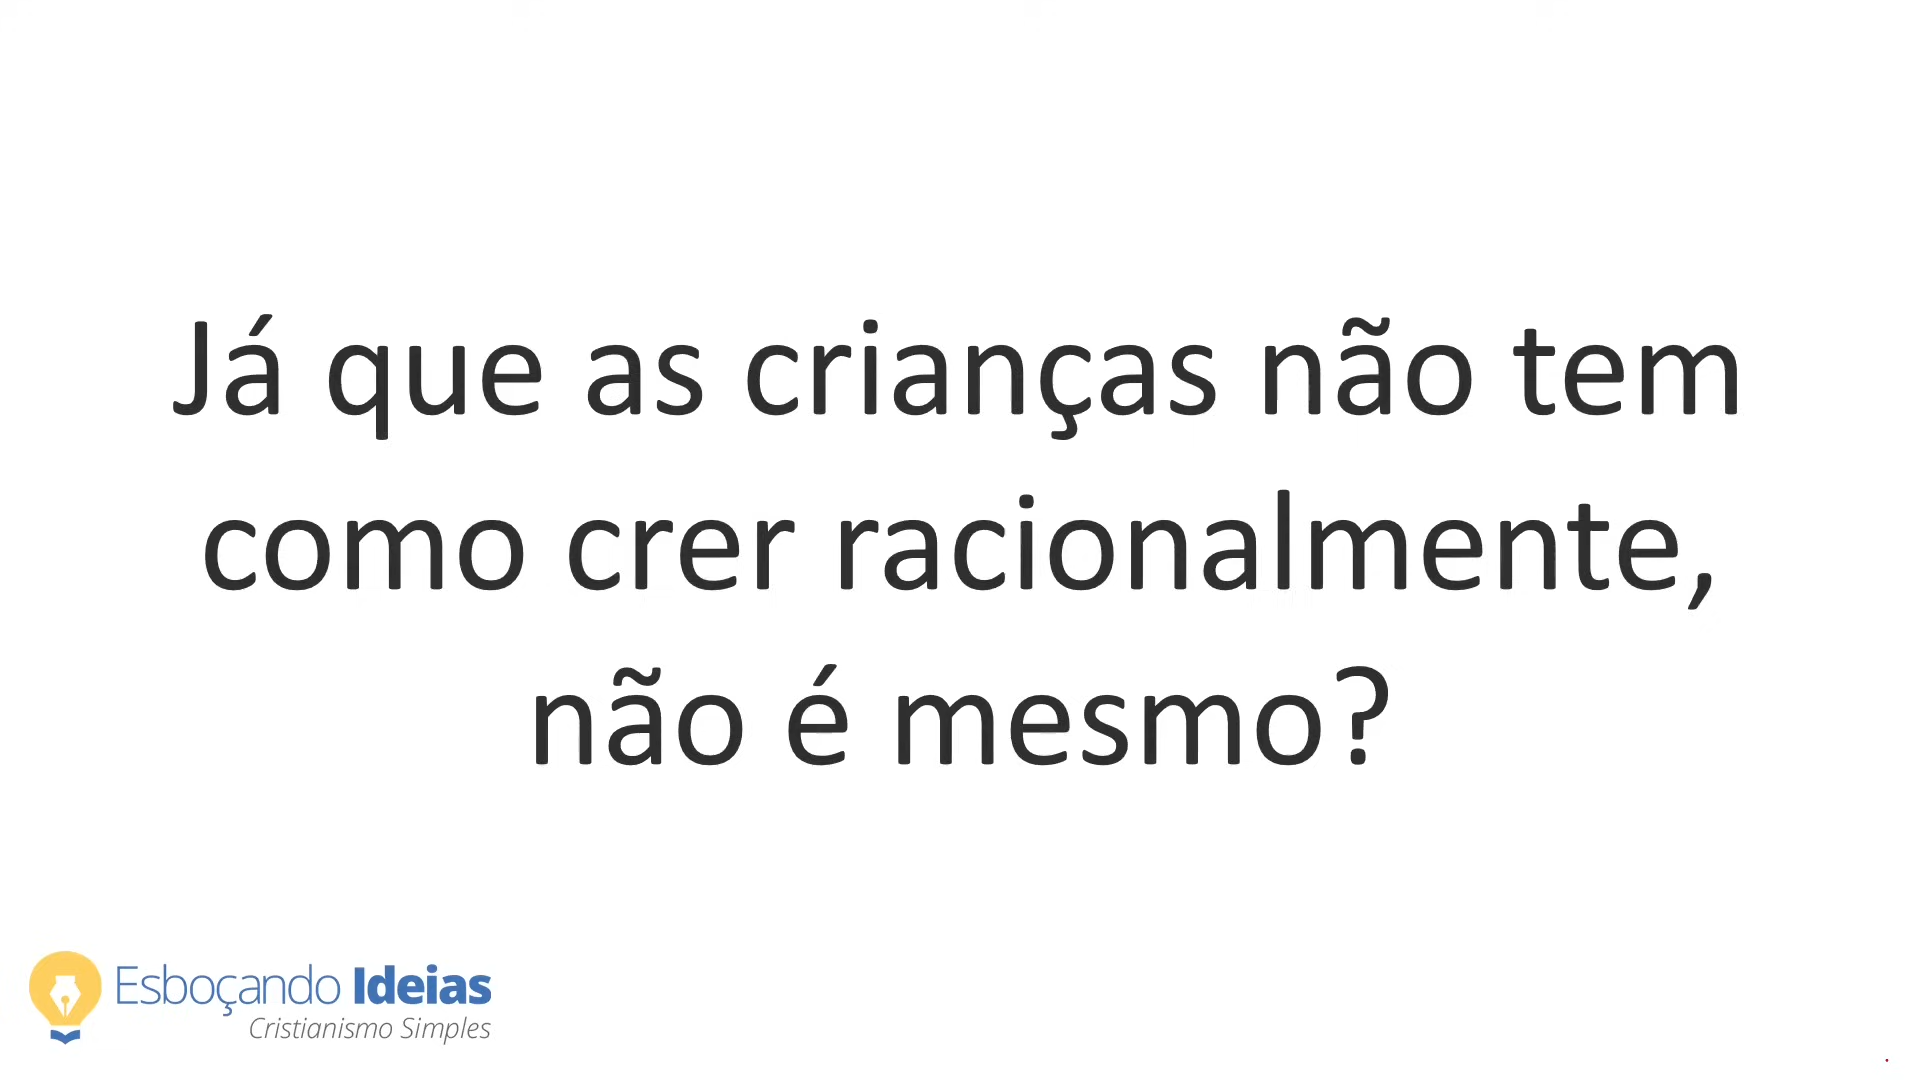 Já que as crianças não tem
como crer racionalmente,
não é mesmo?
Esboçando Ideias
Cristianismo Simples